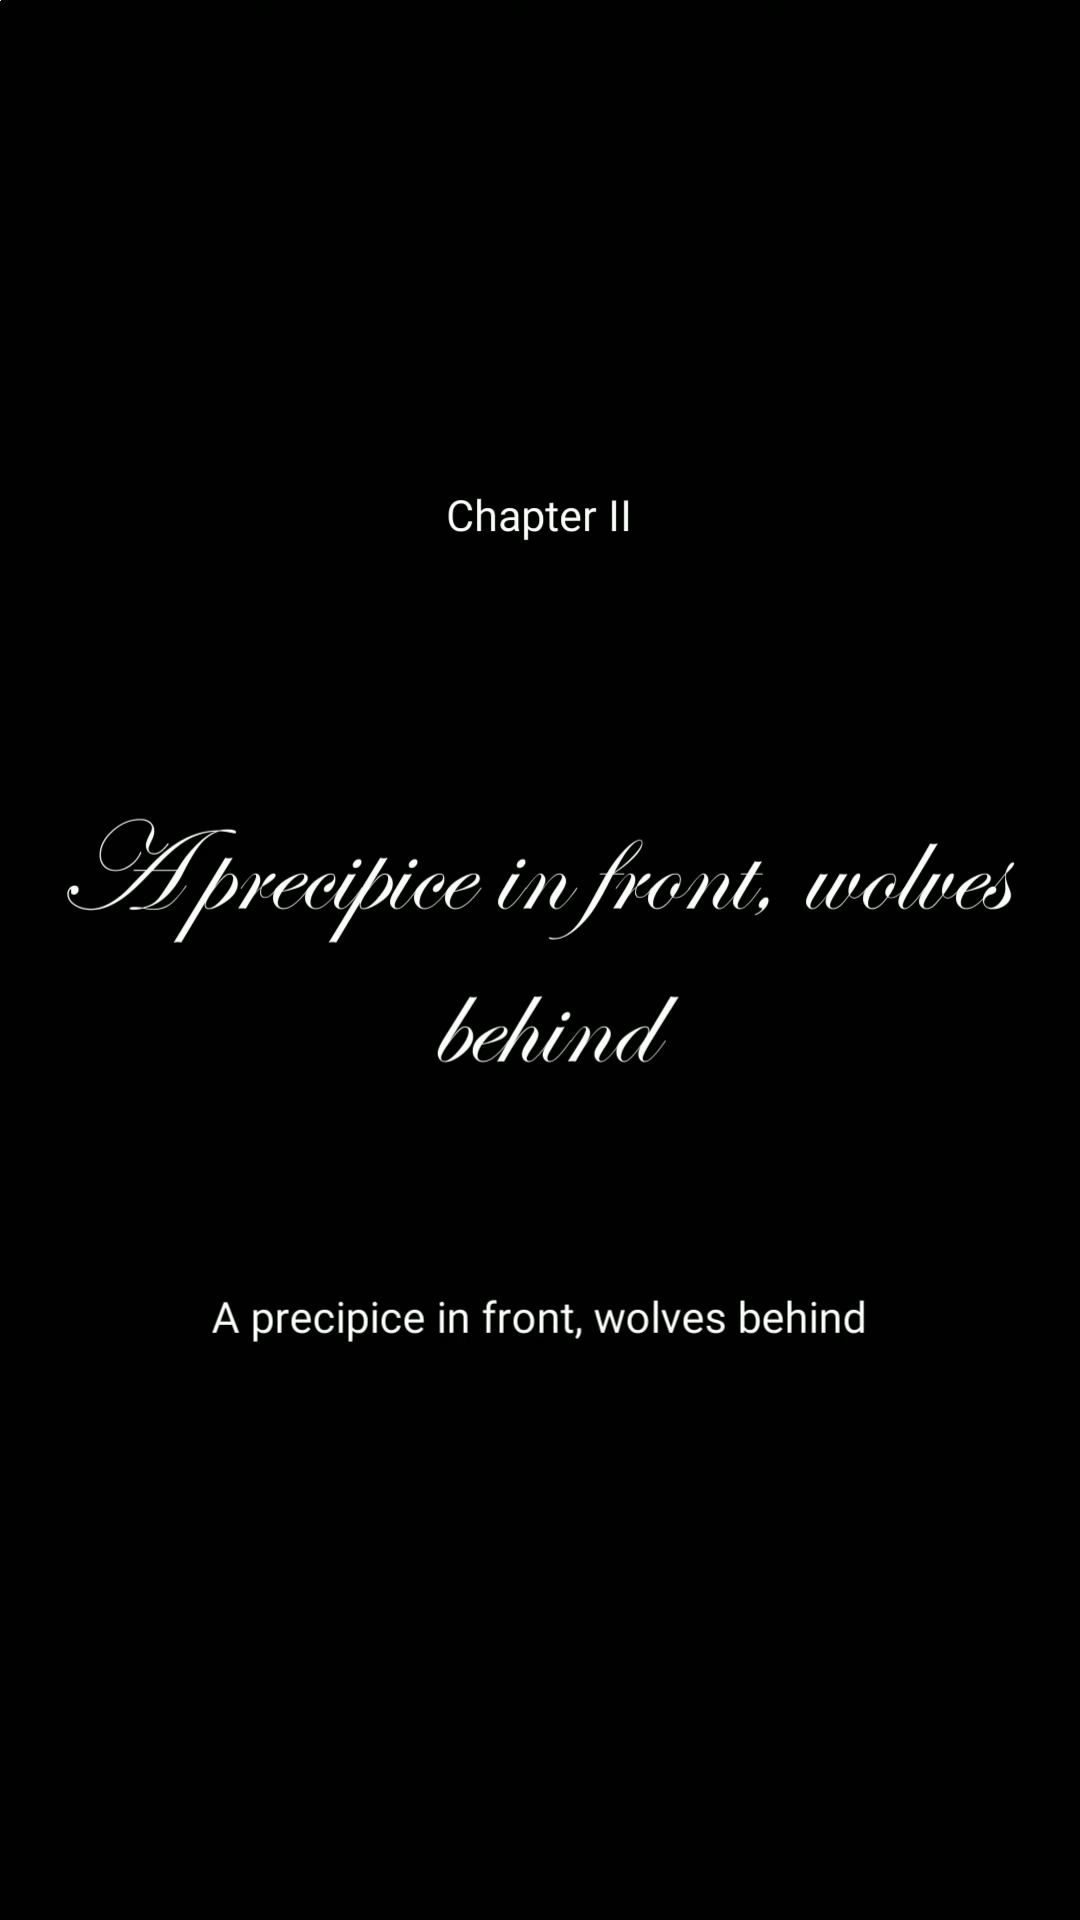 Chapter II
A precipice in front, wolves
behind
A precipice in front, wolves behind